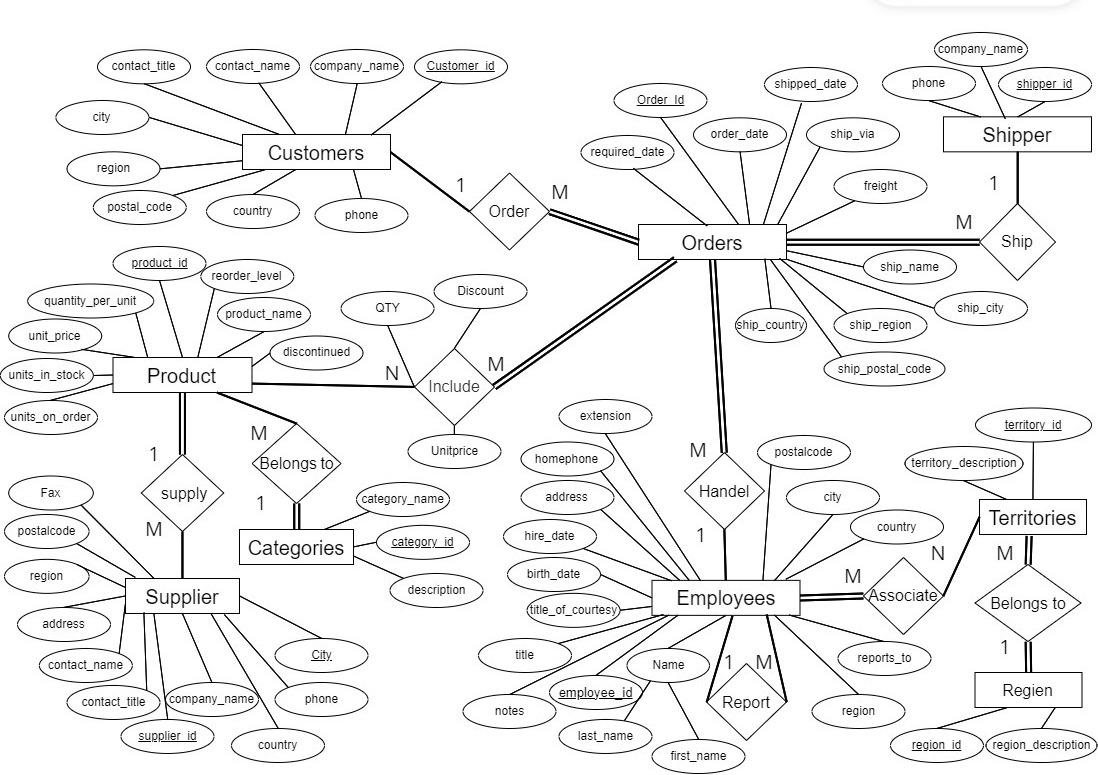 company_name
contact_title
contact_name
company_name
Customer_id
phone
shipper_id
shipped_date
Order_Id
city
Customers
order_date
ship_via
Shipper
required_date
region
1
M
freight
1
postal_code
country
phone
Order
Orders
M
Ship
product_id
reorder_level
ship_name
quantity_per_unit
QTY
Discount
product_name
ship_city
unit_price
ship_country
ship_region
discontinued
units_in_stock
Product
N
M
Include
ship_postal_code
units_on_order
extension
territory_id
M
Unitprice
M
postalcode
1
Belongs to
homephone
territory_description
Fax
supply
category_name
address
Handel
city
1
M
postalcode
Categories
category_id
hire_date
1
country
Territories
N
M
region
description
birth_date
M
Supplier
title_of_courtesy
Employees
Associate
Belongs to
address
1
contact_name
City
title
Name
1
M
reports_to
Regien
contact_title
company_name
phone
employee_id
Report
notes
region
supplier_id
country
last_name
first_name
region_id
region_description